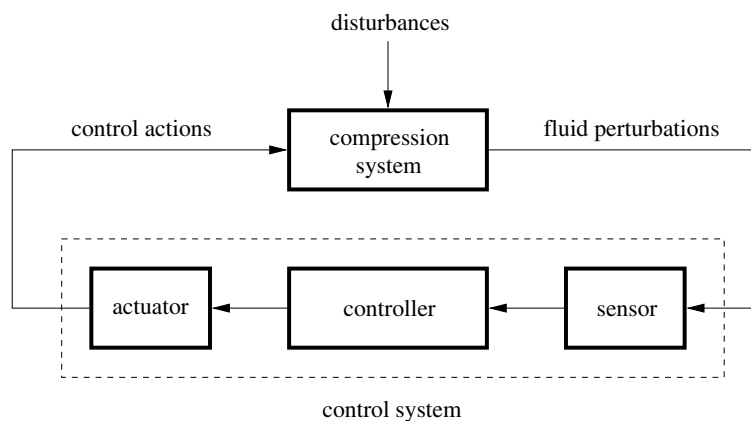 disturbances
control actions
compression
system
fluid perturbations
actuator
controller
sensor
control system